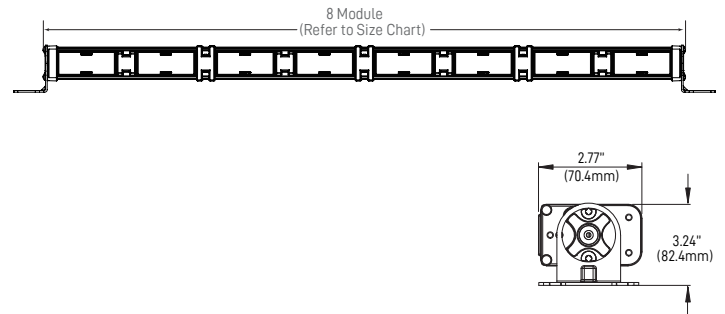 8 Module
(Refer to Size Chart)
2.77"
(70.4mm)
3.24"
(82.4mm)